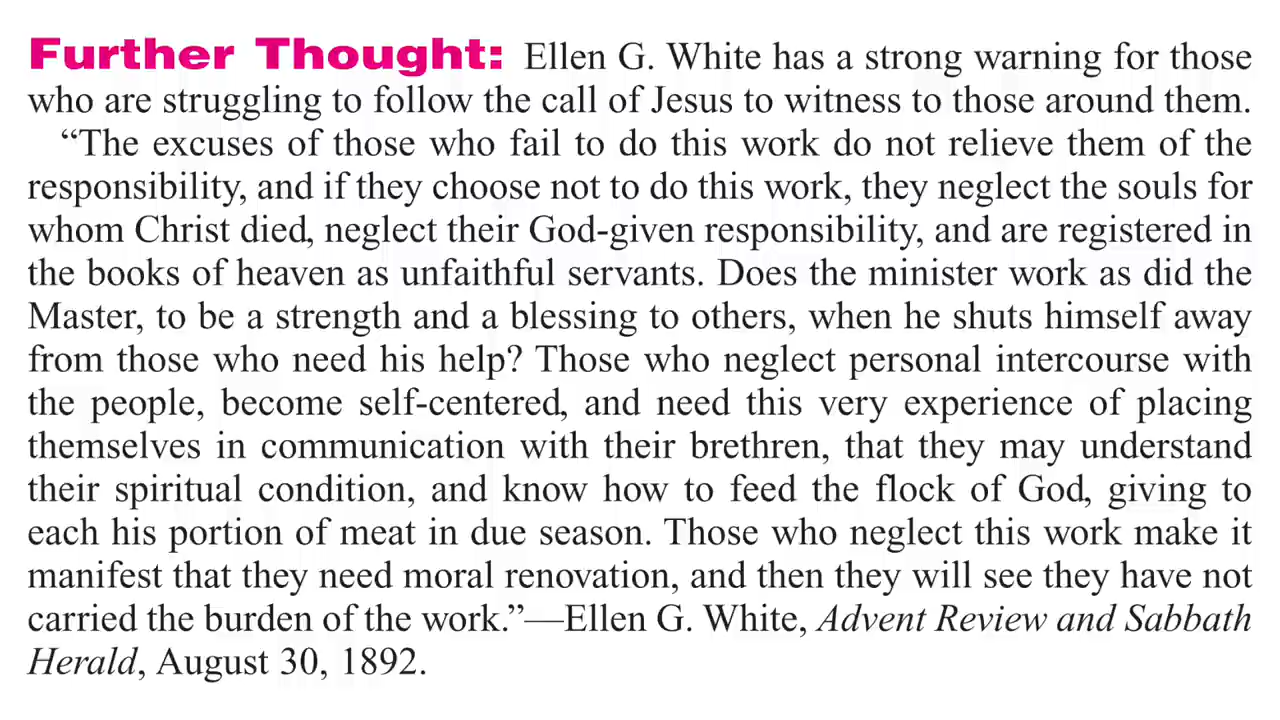 Further Thought: Ellen G. White has a strong warning for those
who are struggling to follow the call of Jesus to witness to those around them.
“The excuses of those who fail to do this work do not relieve them of the
responsibility, and if they choose not to do this work, they neglect the souls for
whom Christ died, neglect their God-given responsibility, and are registered in
the books of heaven as unfaithful servants. Does the minister work as did the
Master, to be a strength and a blessing to others, when he shuts himself away
from those who need his help? Those who neglect personal intercourse with
the people, become self-centered, and need this very experience of placing
themselves in communication with their brethren, that they may understand
their spiritual condition, and know how to feed the flock of God, giving to
each his portion of meat in due season. Those who neglect this work make it
manifest that they need moral renovation, and then they will see they have not
carried the burden of the work.”—Ellen G. White, Advent Review and Sabbath
Herald, August 30, 1892.